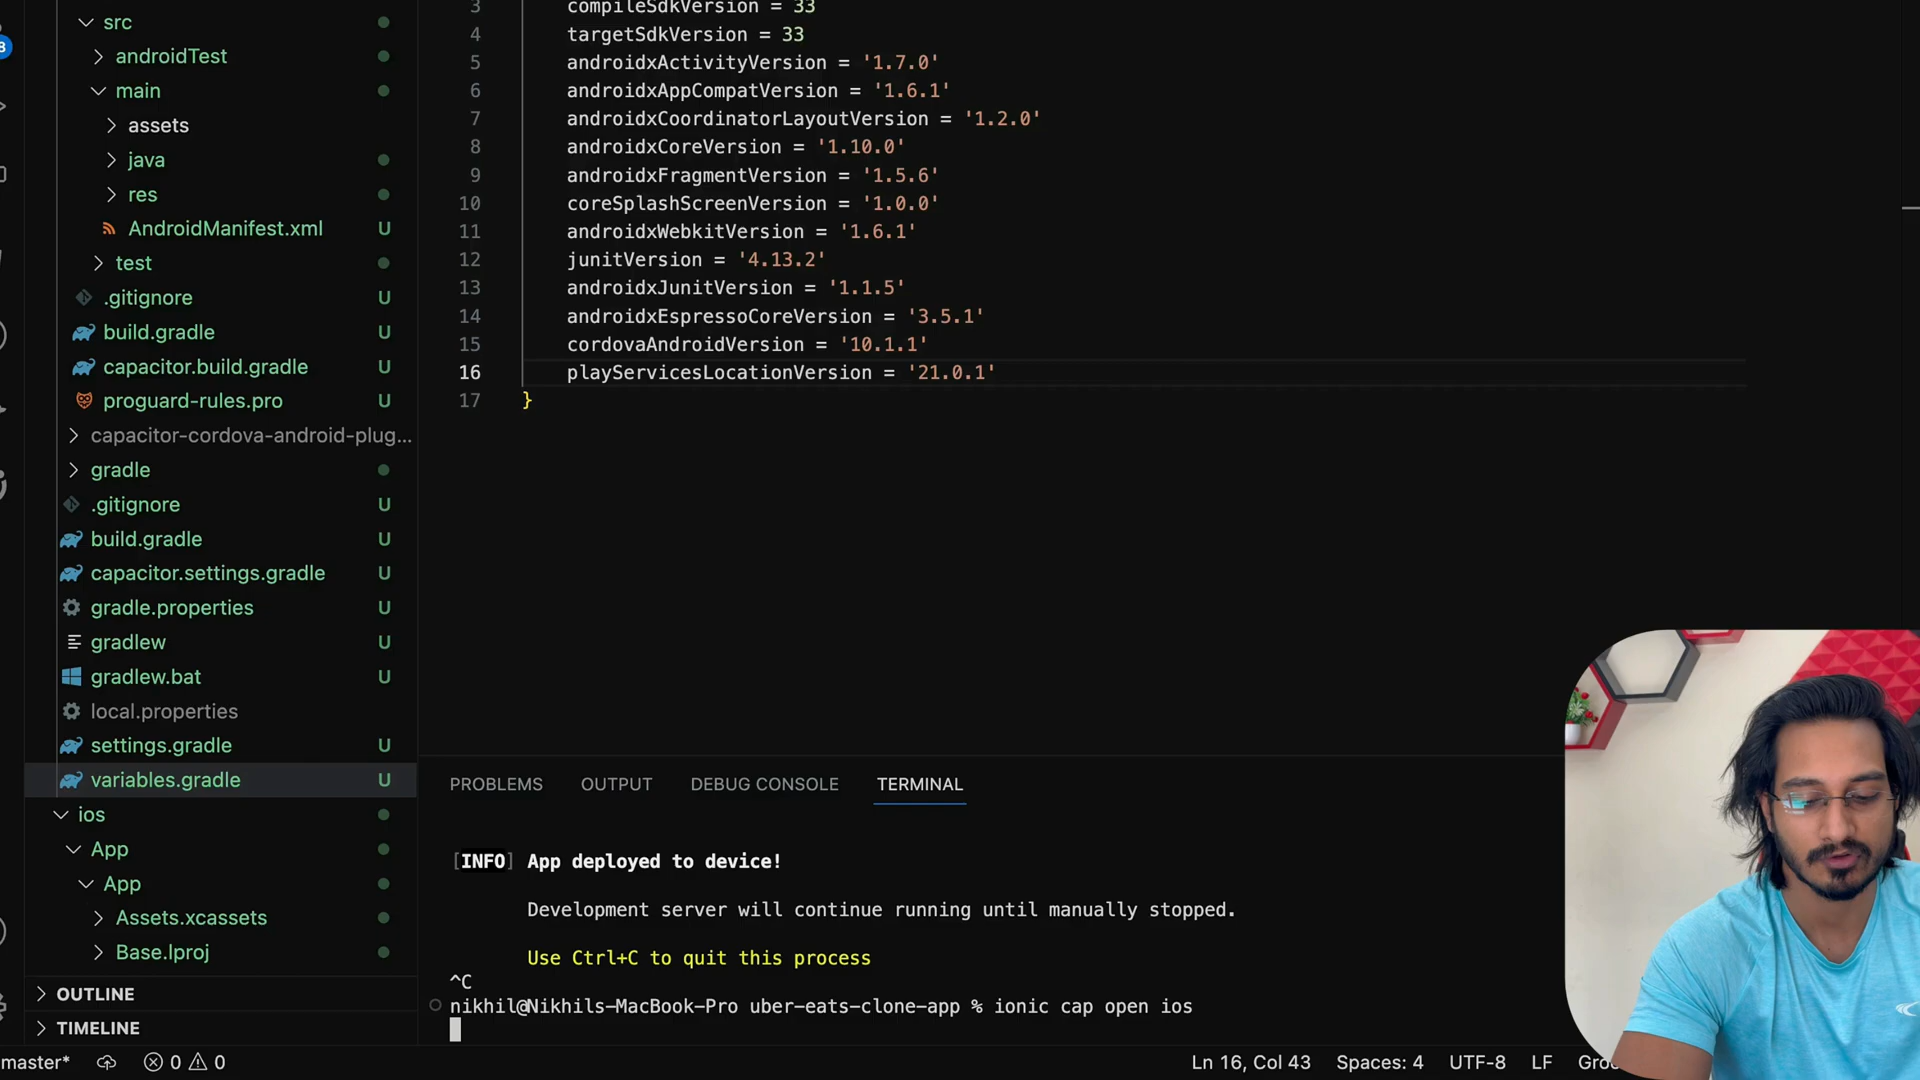 src
androidTest
main
assets
java
res
AndroidManifest.xml U
test
.gitignore U
build.gradle U
capacitor.build.gradle U
proguard-rules.pro U
capacitor-cordova-android-plug...
gradle
.gitignore U
build.gradle U
capacitor.settings.gradle U
gradle.properties U
gradlew U
gradlew.bat U
local.properties
settings.gradle U
variables.gradle U
ios
App
App
Assets.xcassets
Base.lproj
OUTLINE
TIMELINE
3 compileSdkVersion = 33
4 targetSdkVersion = 33
5 androidxActivityVersion = '1.7.0'
6 androidxAppCompatVersion = '1.6.1'
7 androidxCoordinatorLayoutVersion = '1.2.0'
8 androidxCoreVersion = '1.10.0'
9 androidxFragmentVersion = '1.5.6'
10 coreSplashScreenVersion = '1.0.0'
11 androidxWebkitVersion = '1.6.1'
12 junitVersion = '4.13.2'
13 androidxJunitVersion = '1.1.5'
14 androidxEspressoCoreVersion = '3.5.1'
15 cordovaAndroidVersion = '10.1.1'
16 playServicesLocationVersion = '21.0.1'
17 }
PROBLEMS OUTPUT DEBUG CONSOLE TERMINAL
[INFO] App deployed to device!
Development server will continue running until manually stopped.
Use Ctrl+C to quit this process
^C
nikhil@Nikhils-MacBook-Pro uber-eats-clone-app % ionic cap open ios
master* 0 0 Ln 16, Col 43 Spaces: 4 UTF-8 LF